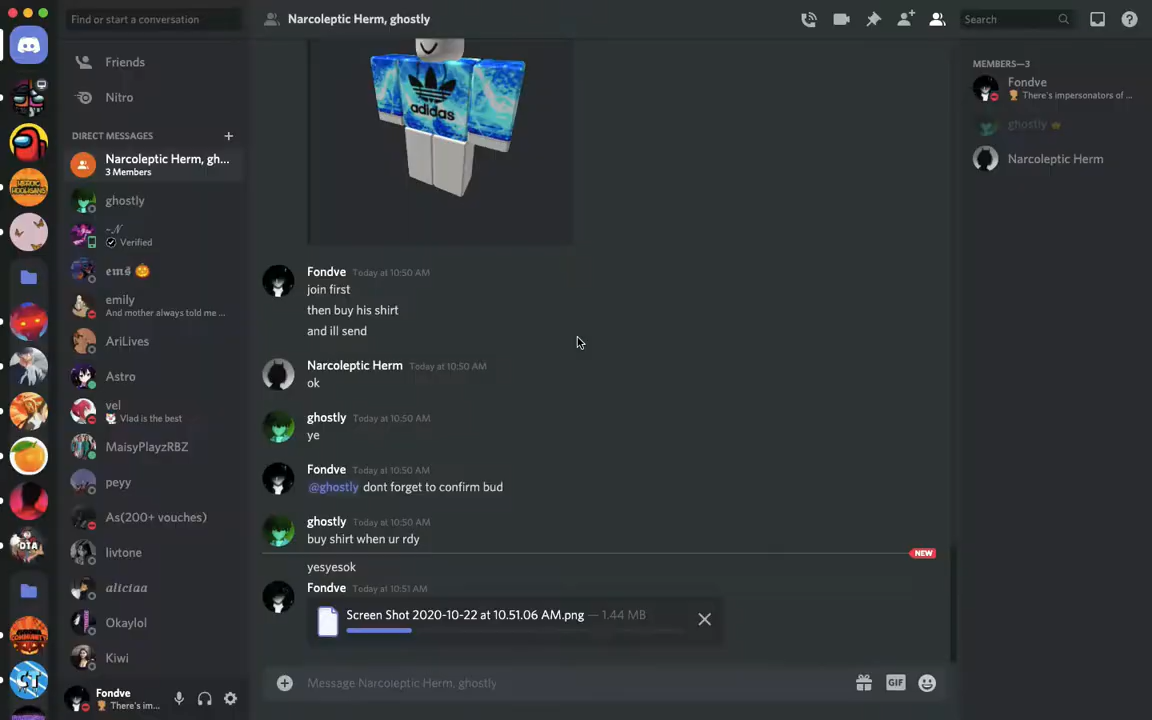 Find or start a conversation
Friends
Nitro
DIRECT MESSAGES
Narcoleptic Herm, gh...
3 Members
ghostly
-𝒩
Verified
𝖊𝖒𝖘 🎃
emily
And mother always told me ...
AriLives
Astro
vel
Vlad is the best
MaisyPlayzRBZ
peyy
As(200+ vouches)
livtone
𝒂𝒍𝒊𝒄𝒊𝒂𝒂
Okaylol
Kiwi
Fondve
🏆 There's im...
Narcoleptic Herm, ghostly
Search
adidas
Fondve Today at 10:50 AM
join first
then buy his shirt
and ill send
Narcoleptic Herm Today at 10:50 AM
ok
ghostly Today at 10:50 AM
ye
Fondve Today at 10:50 AM
@ghostly dont forget to confirm bud
ghostly Today at 10:50 AM
buy shirt when ur rdy
NEW
yesyesok
Fondve Today at 10:51 AM
Screen Shot 2020-10-22 at 10.51.06 AM.png — 1.44 MB
Message Narcoleptic Herm, ghostly
GIF
MEMBERS—3
Fondve
🏆 There's impersonators of ...
ghostly
Narcoleptic Herm